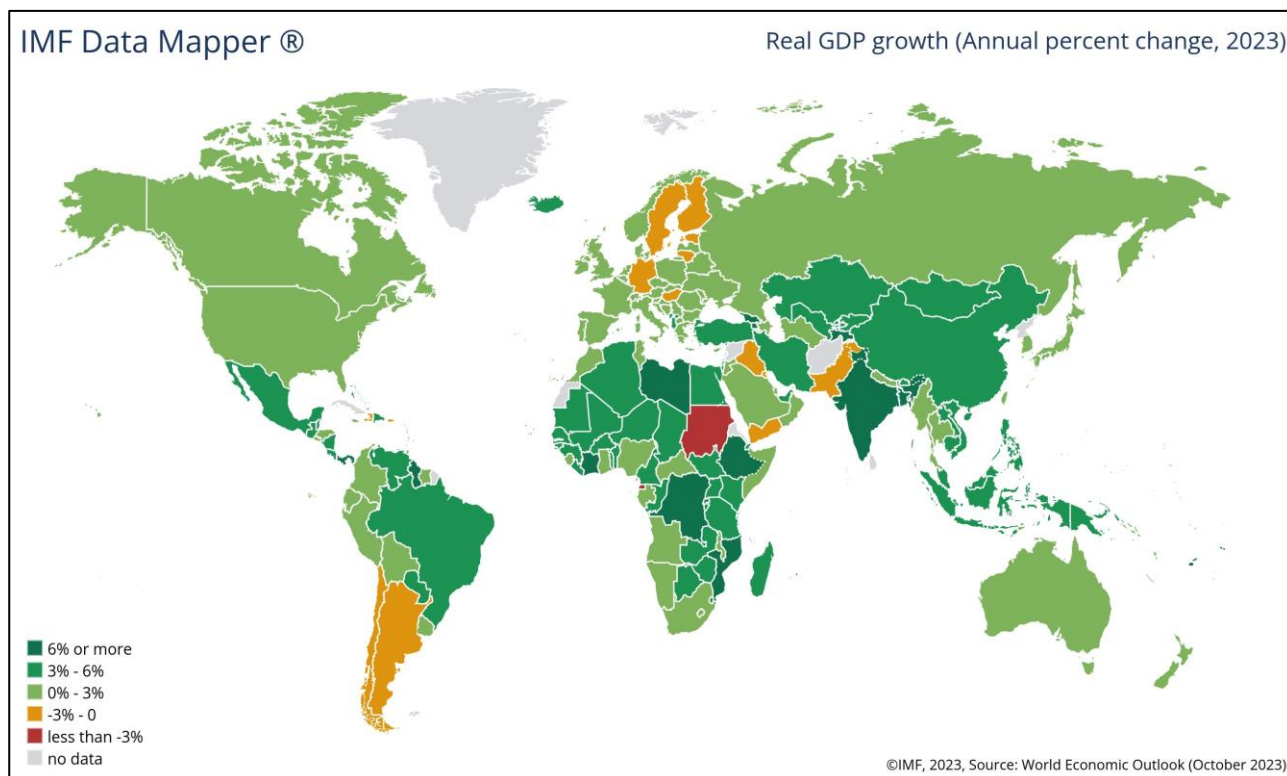 IMF Data Mapper ®
Real GDP growth (Annual percent change, 2023)
6% or more
3% - 6%
0% - 3%
-3% - 0
less than -3%
no data
©IMF, 2023, Source: World Economic Outlook (October 2023)